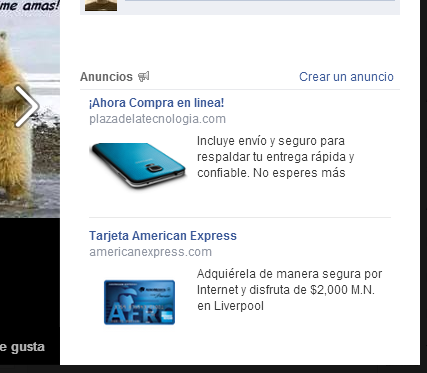 me amas!
Anuncios
Crear un anuncio
¡Ahora Compra en linea!
plazadelatecnologia.com
Incluye envío y seguro para
respaldar tu entrega rápida y
confiable. No esperes más
Tarjeta American Express
americanexpress.com
Adquiérela de manera segura por
Internet y disfruta de $2,000 M.N.
en Liverpool
AERO
e gusta